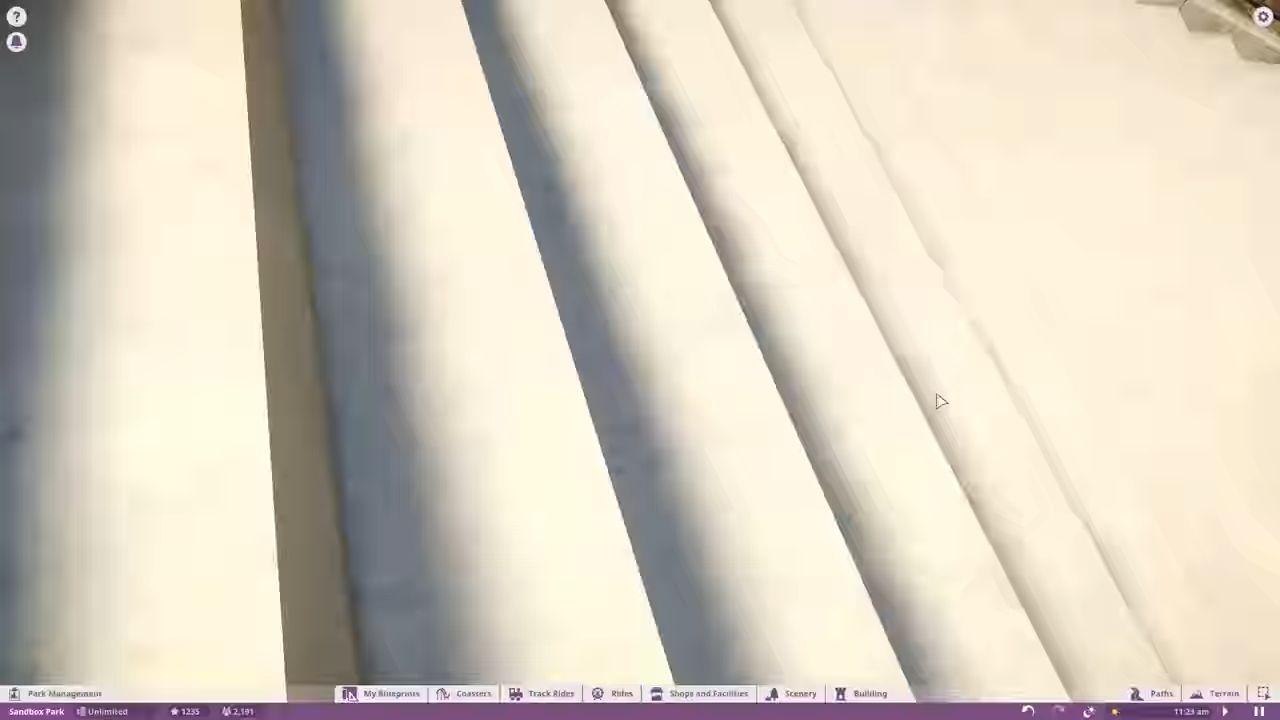 ?
Park Management
My Blueprints
Coasters
Track Rides
Rides
Shops and Facilities
Scenery
Building
Paths
Terrain
Sandbox Park
Unlimited
1235
2,191
11:23 am